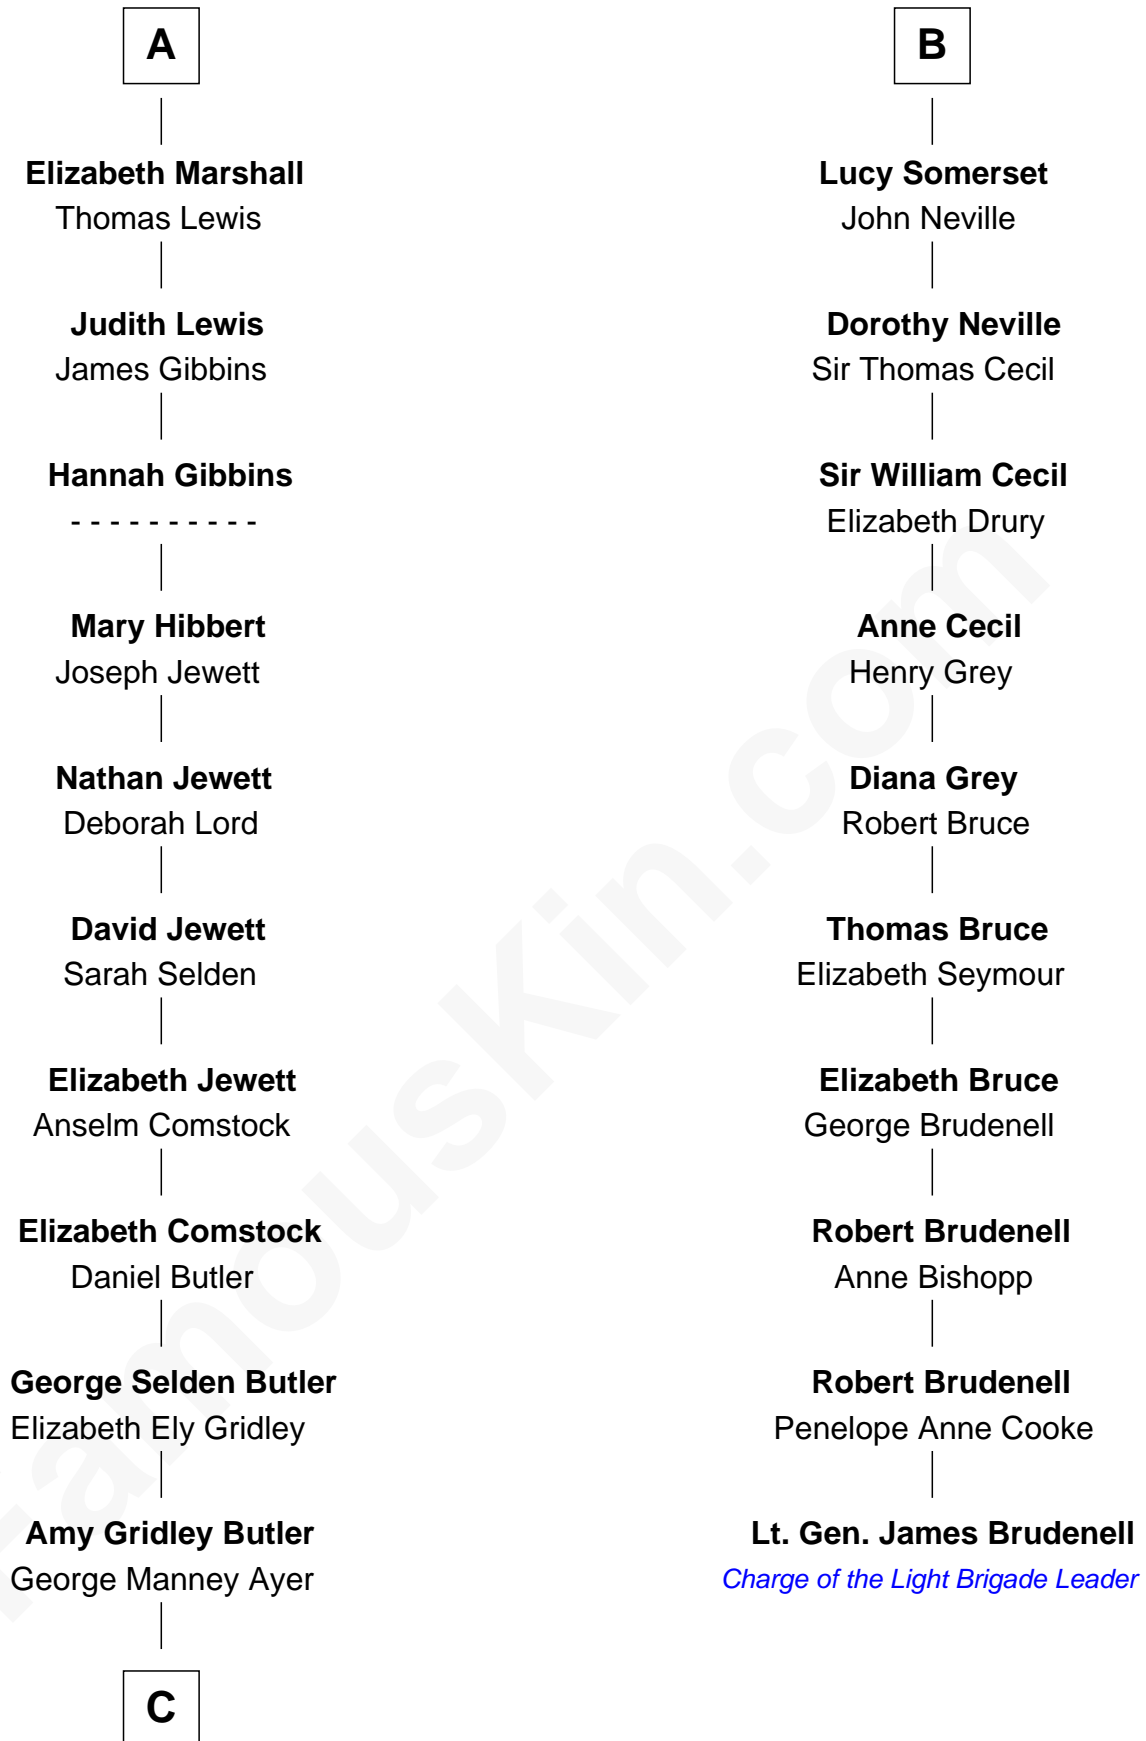 A
Elizabeth Marshall
Thomas Lewis
Judith Lewis
James Gibbins
Hannah Gibbins
- - - - - - - - - -
Mary Hibbert
Joseph Jewett
Nathan Jewett
Deborah Lord
David Jewett
Sarah Selden
Elizabeth Jewett
Anselm Comstock
Elizabeth Comstock
Daniel Butler
George Selden Butler
Elizabeth Ely Gridley
Amy Gridley Butler
George Manney Ayer
C
B
Lucy Somerset
John Neville
Dorothy Neville
Sir Thomas Cecil
Sir William Cecil
Elizabeth Drury
Anne Cecil
Henry Grey
Diana Grey
Robert Bruce
Thomas Bruce
Elizabeth Seymour
Elizabeth Bruce
George Brudenell
Robert Brudenell
Anne Bishopp
Robert Brudenell
Penelope Anne Cooke
Lt. Gen. James Brudenell
Charge of the Light Brigade Leader
FamousKin.com